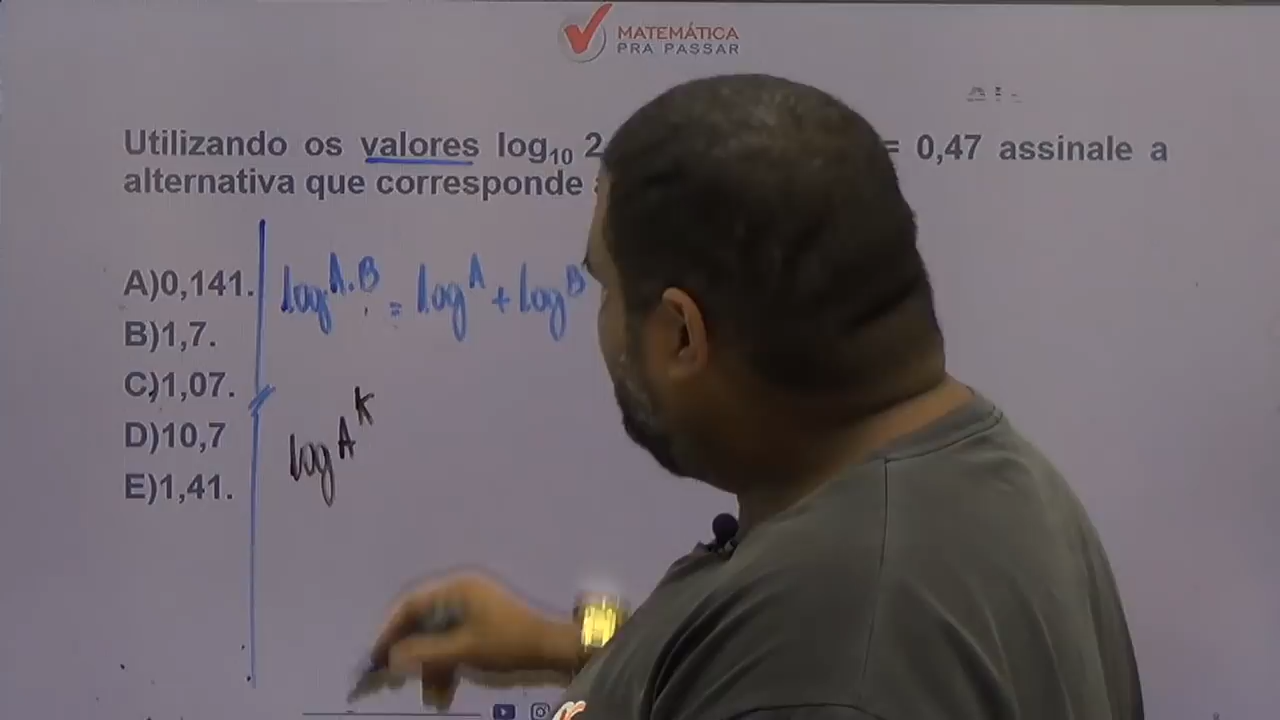 MATEMÁTICA
PRA PASSAR
Utilizando os valores log₁₀ 2 = 0,47 assinale a
alternativa que corresponde
A)0,141.
B)1,7.
C)1,07.
D)10,7
E)1,41.
log A.B = log A + log B
log A K